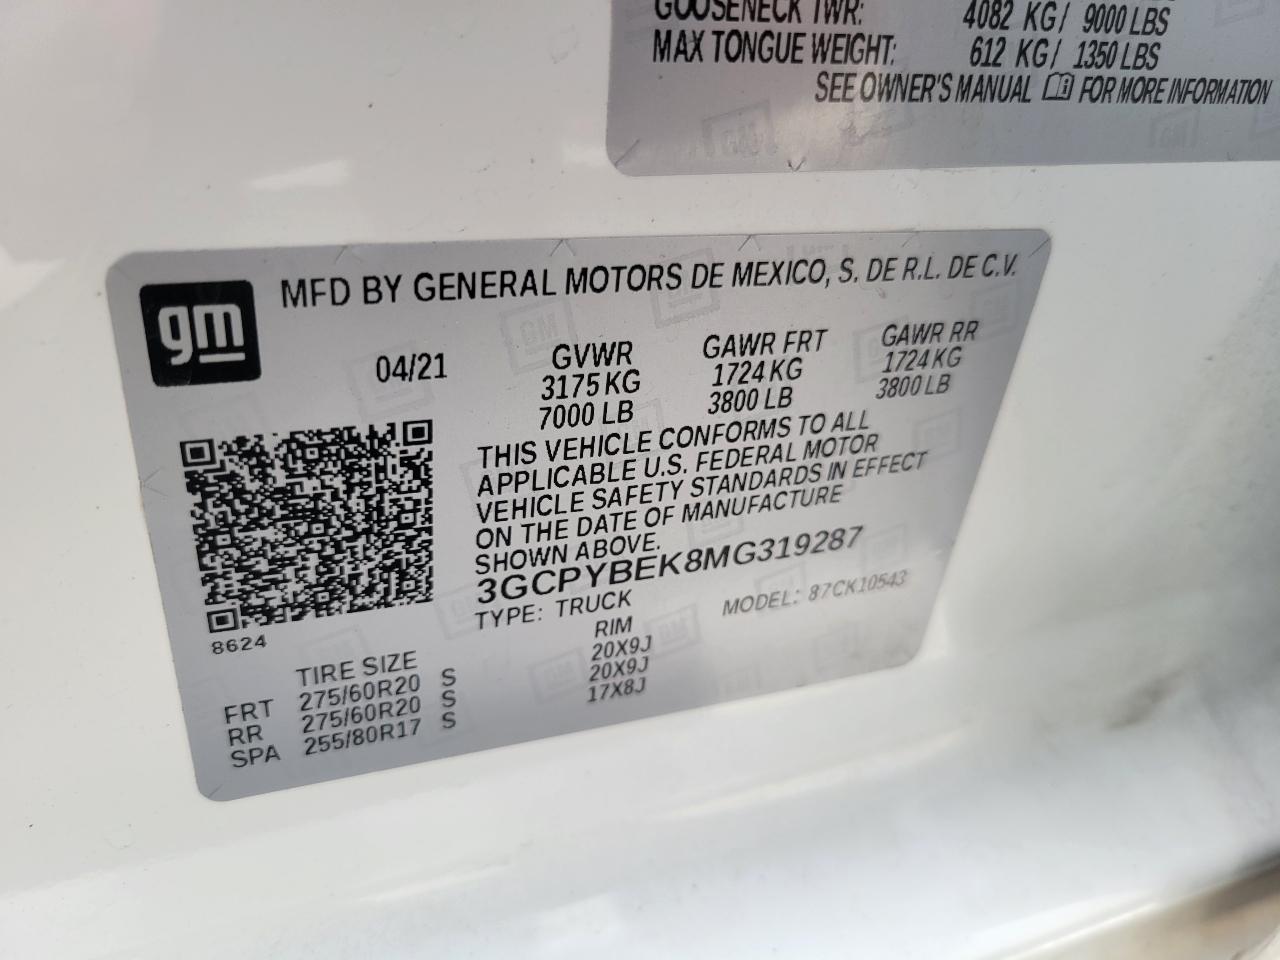 GOOSENECK TWR: 4082 KG/ 9000 LBS
MAX TONGUE WEIGHT: 612 KG/ 1350 LBS
SEE OWNER'S MANUAL FOR MORE INFORMATION
gm
MFD BY GENERAL MOTORS DE MEXICO, S. DE R.L. DE C.V.
04/21 GVWR GAWR FRT GAWR RR
3175 KG 1724 KG 1724 KG
7000 LB 3800 LB 3800 LB
THIS VEHICLE CONFORMS TO ALL
APPLICABLE U.S. FEDERAL MOTOR
VEHICLE SAFETY STANDARDS IN EFFECT
ON THE DATE OF MANUFACTURE
SHOWN ABOVE.
3GCPYBEK8MG319287
TYPE: TRUCK MODEL: 87CK10543
8624
TIRE SIZE RIM
FRT 275/60R20 S 20X9J
RR 275/60R20 S 20X9J
SPA 255/80R17 S 17X8J